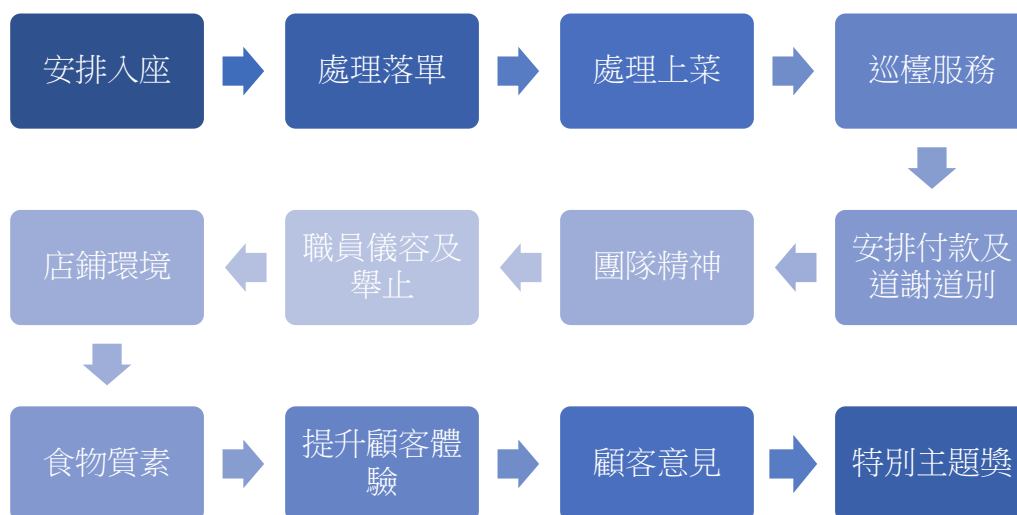 安排入座
處理落單
處理上菜
巡檯服務
安排付款及
道謝道別
團隊精神
職員儀容及
舉止
店鋪環境
食物質素
提升顧客體
驗
顧客意見
特別主題獎